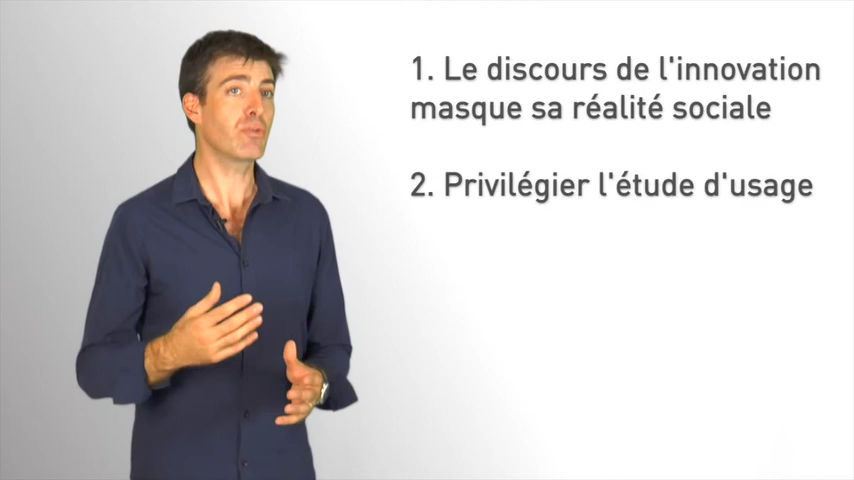 1. Le discours de l'innovation
masque sa réalité sociale
2. Privilégier l'étude d'usage